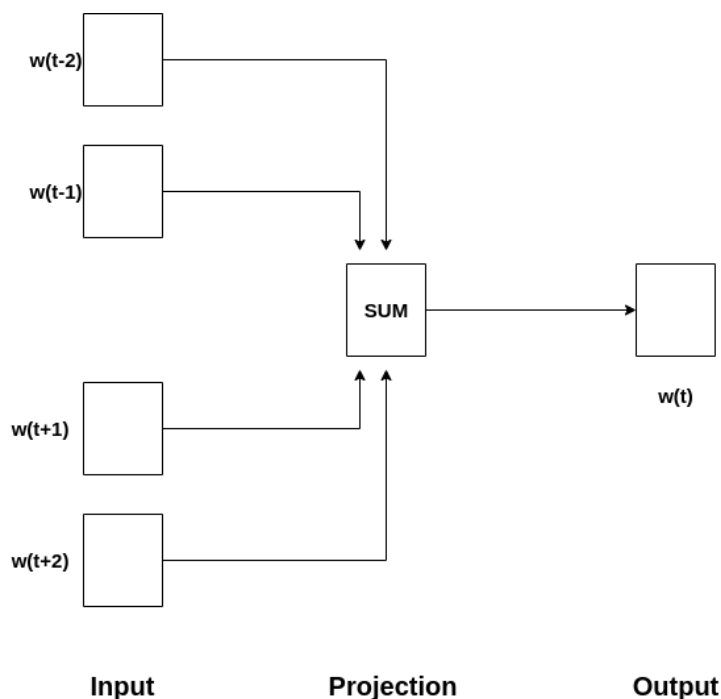 w(t-2)
w(t-1)
SUM
w(t)
w(t+1)
w(t+2)
Input
Projection
Output